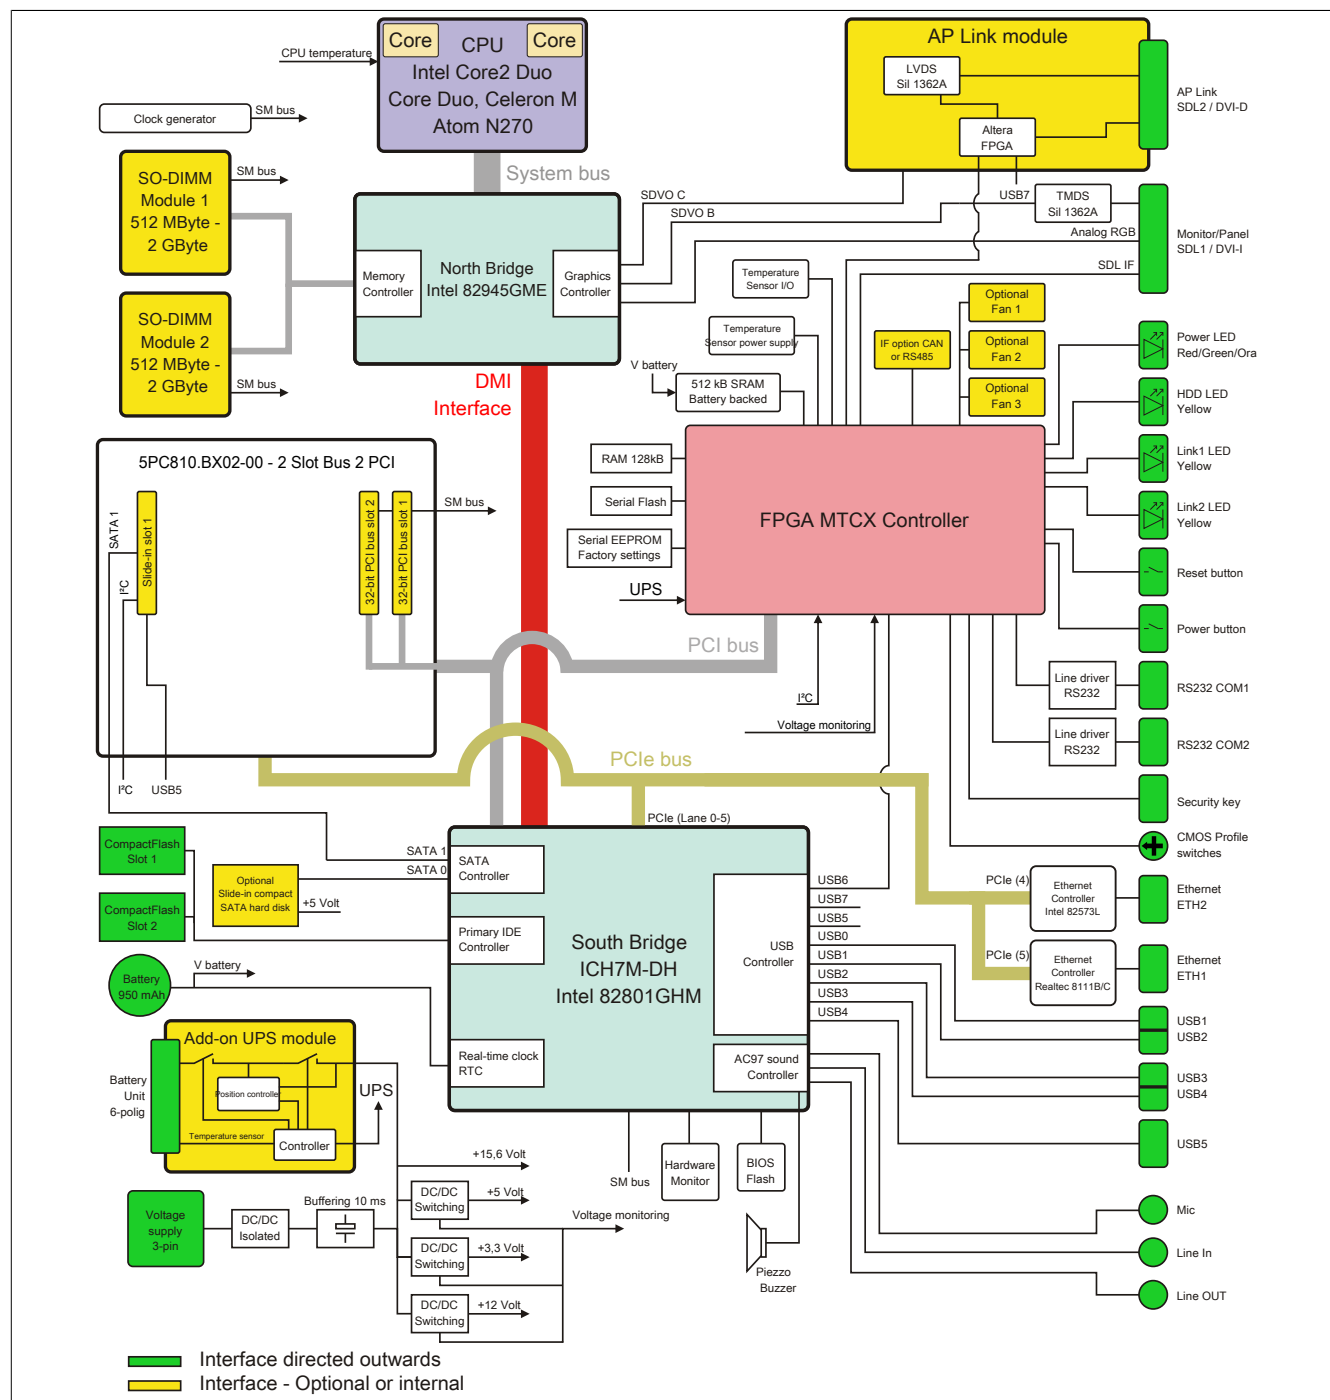 Core
CPU
Core
Intel Core2 Duo
Core Duo, Celeron M
Atom N270
CPU temperature
Clock generator
SM bus
SO-DIMM
Module 1
512 MByte -
2 GByte
SM bus
SO-DIMM
Module 2
512 MByte -
2 GByte
SM bus
System bus
Memory
Controller
North Bridge
Intel 82945GME
Graphics
Controller
SDVO C
SDVO B
Analog RGB
SDL IF
AP Link module
LVDS
Sil 1362A
Altera
FPGA
USB7
TMDS
Sil 1362A
AP Link
SDL2 / DVI-D
Monitor/Panel
SDL1 / DVI-I
Temperature
Sensor I/O
Temperature
Sensor power supply
V battery
512 kB SRAM
Battery backed
IF option CAN
or RS485
Optional
Fan 1
Optional
Fan 2
Optional
Fan 3
Power LED
Red/Green/Ora
HDD LED
Yellow
Link1 LED
Yellow
Link2 LED
Yellow
Reset button
Power button
DMI
Interface
5PC810.BX02-00 - 2 Slot Bus 2 PCI
SATA 1
I²C
Slide-in slot 1
32-bit PCI bus slot 2
32-bit PCI bus slot 1
SM bus
I²C
USB5
RAM 128kB
Serial Flash
Serial EEPROM
Factory settings
UPS
FPGA MTCX Controller
PCI bus
I²C
Voltage monitoring
Line driver
RS232
RS232 COM1
Line driver
RS232
RS232 COM2
Security key
CMOS Profile
switches
PCIe bus
PCIe (Lane 0-5)
PCIe (4)
Ethernet
Controller
Intel 82573L
Ethernet
ETH2
PCIe (5)
Ethernet
Controller
Realtec 8111B/C
Ethernet
ETH1
CompactFlash
Slot 1
CompactFlash
Slot 2
Optional
Slide-in compact
SATA hard disk
+5 Volt
SATA 1
SATA 0
SATA
Controller
Primary IDE
Controller
South Bridge
ICH7M-DH
Intel 82801GHM
USB
Controller
USB6
USB7
USB5
USB0
USB1
USB2
USB3
USB4
Real-time clock
RTC
AC97 sound
Controller
Battery
950 mAh
V battery
USB1
USB2
USB3
USB4
USB5
Mic
Line In
Line OUT
Add-on UPS module
Battery
Unit
6-polig
Position controller
Temperature sensor
Controller
UPS
SM bus
Hardware
Monitor
BIOS
Flash
Piezzo
Buzzer
Voltage
supply
3-pin
DC/DC
Isolated
Buffering 10 ms
+15,6 Volt
DC/DC
Switching
+5 Volt
DC/DC
Switching
+3,3 Volt
DC/DC
Switching
+12 Volt
Voltage monitoring
Interface directed outwards
Interface - Optional or internal